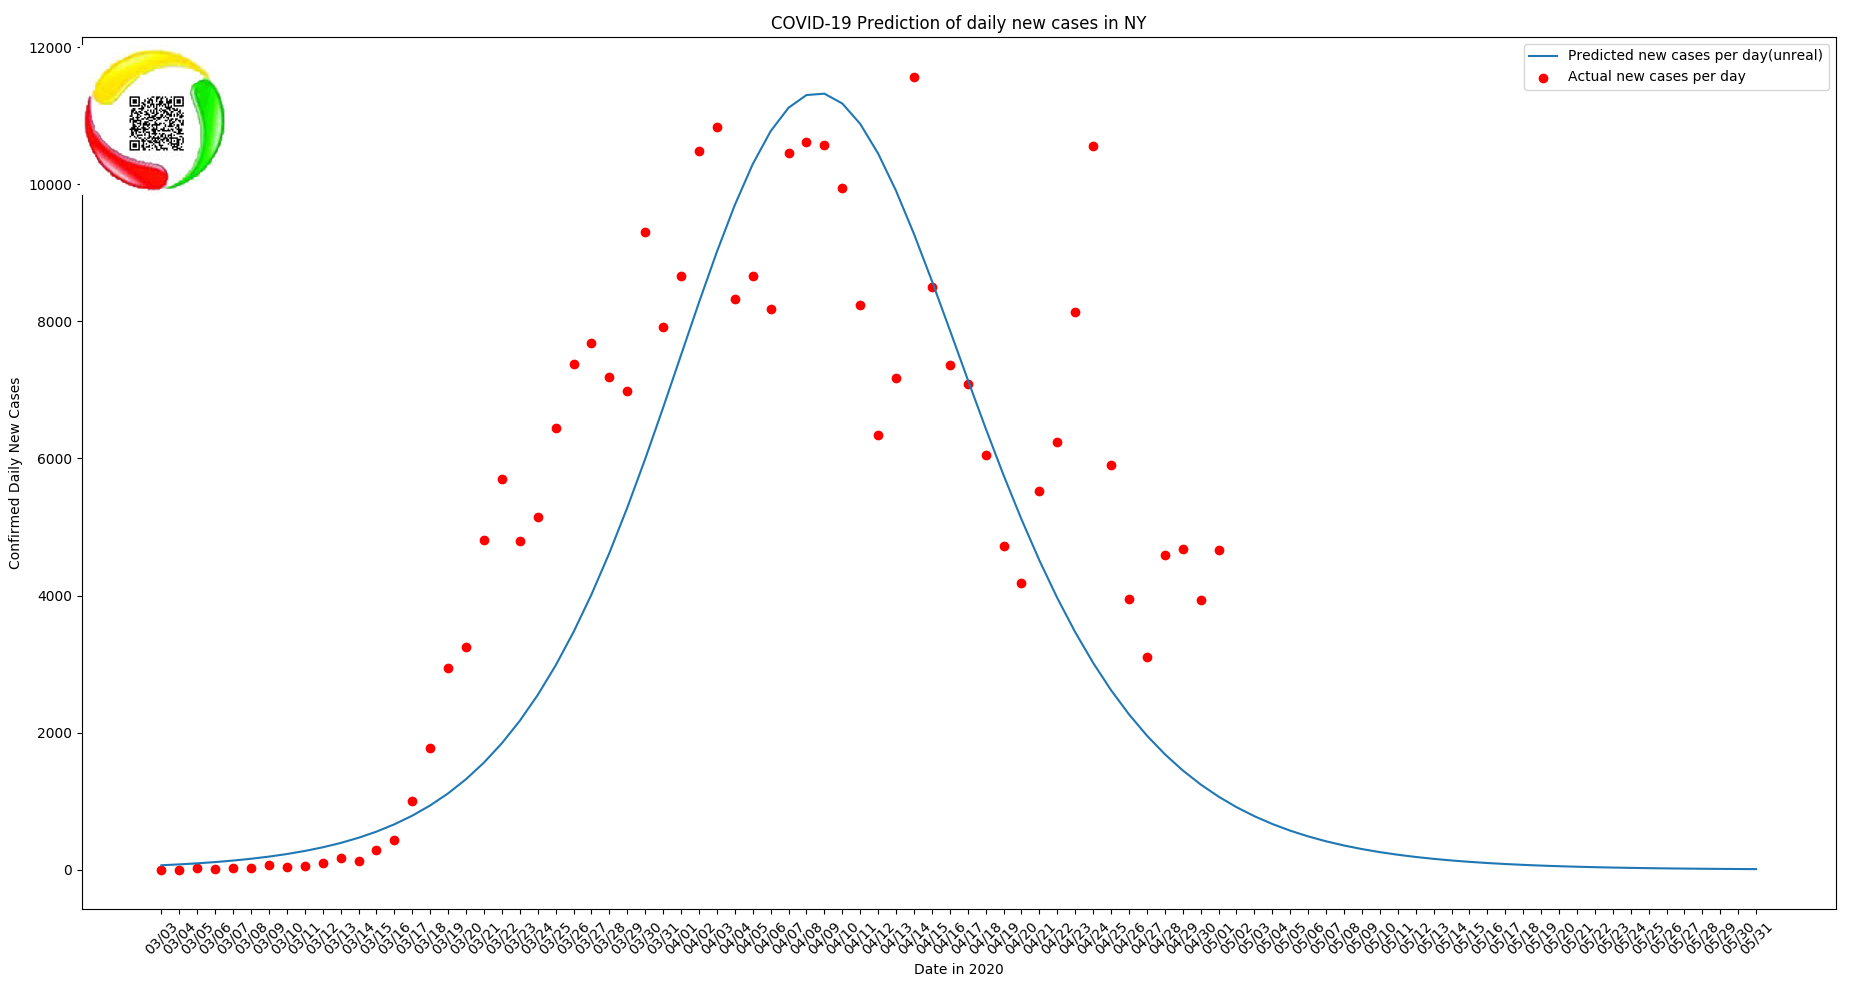 COVID-19 Prediction of daily new cases in NY
Predicted new cases per day(unreal)
Actual new cases per day
12000
10000
8000
6000
4000
2000
0
Confirmed Daily New Cases
03/03 03/04 03/05 03/06 03/07 03/08 03/09 03/10 03/11 03/12 03/13 03/14 03/15 03/16 03/17 03/18 03/19 03/20 03/21 03/22 03/23 03/24 03/25 03/26 03/27 03/28 03/29 03/30 03/31 04/01 04/02 04/03 04/04 04/05 04/06 04/07 04/08 04/09 04/10 04/11 04/12 04/13 04/14 04/15 04/16 04/17 04/18 04/19 04/20 04/21 04/22 04/23 04/24 04/25 04/26 04/27 04/28 04/29 04/30 05/01 05/02 05/03 05/04 05/05 05/06 05/07 05/08 05/09 05/10 05/11 05/12 05/13 05/14 05/15 05/16 05/17 05/18 05/19 05/20 05/21 05/22 05/23 05/24 05/25 05/26 05/27 05/28 05/29 05/30 05/31
Date in 2020